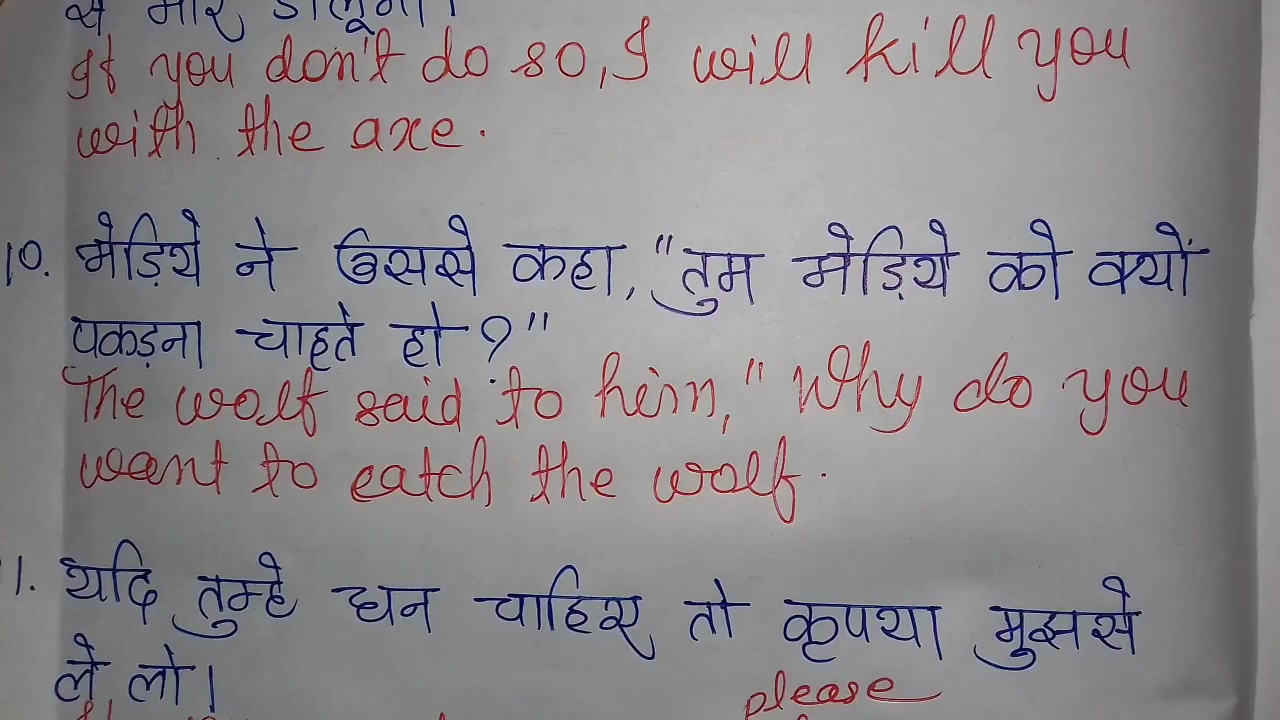 से मार डालूंगा।
If you don't do so, I will kill you
with the axe.
10. भेड़िये ने उससे कहा, "तुम भेड़िये को क्यों
पकड़ना चाहते हो ?"
The wolf said to him, " Why do you
want to catch the wolf.
1. यदि तुम्हे धन चाहिए तो कृपया मुझसे
ले लो।
please